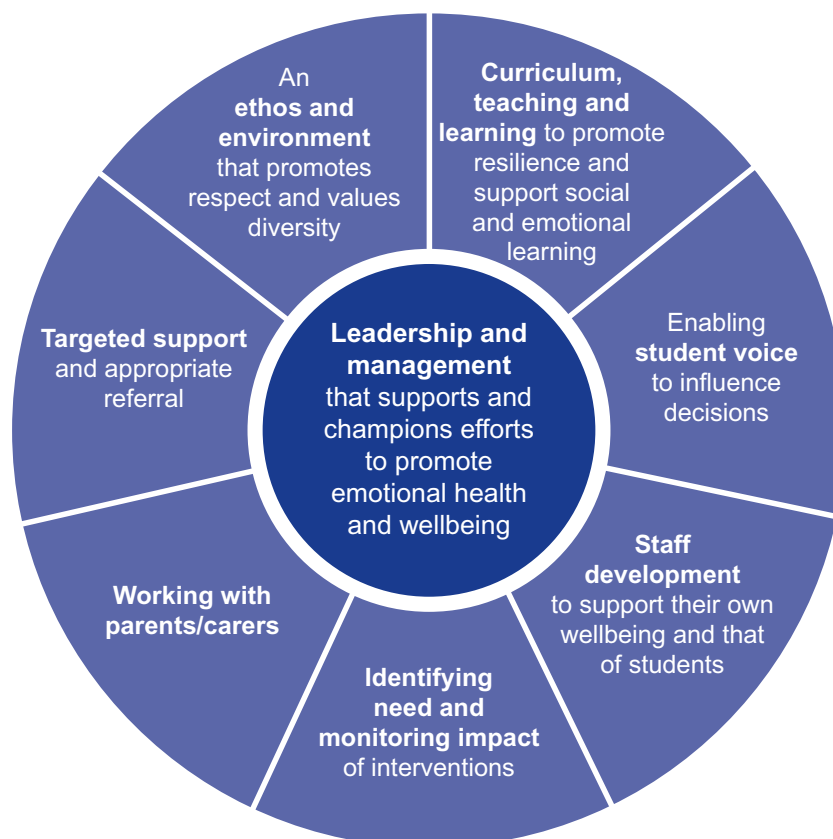 An
ethos and
environment
that promotes
respect and values
diversity
Curriculum,
teaching and
learning to promote
resilience and
support social
and emotional
learning
Enabling
student voice
to influence
decisions
Staff
development
to support their own
wellbeing and that
of students
Identifying
need and
monitoring impact
of interventions
Working with
parents/carers
Targeted support
and appropriate
referral
Leadership and
management
that supports and
champions efforts
to promote
emotional health
and wellbeing